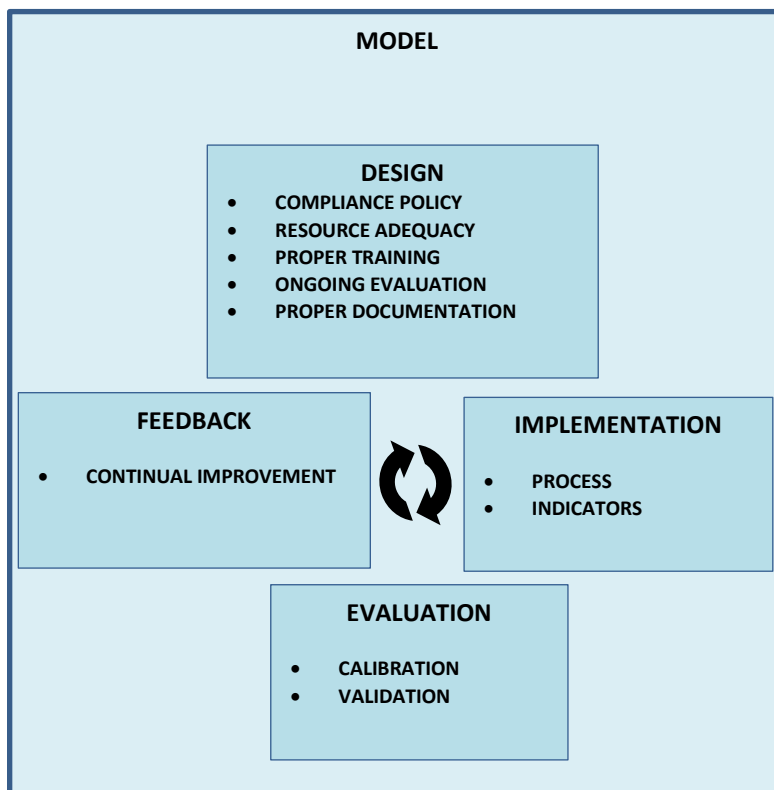 MODEL
DESIGN
• COMPLIANCE POLICY
• RESOURCE ADEQUACY
• PROPER TRAINING
• ONGOING EVALUATION
• PROPER DOCUMENTATION
FEEDBACK
• CONTINUAL IMPROVEMENT
IMPLEMENTATION
• PROCESS
• INDICATORS
EVALUATION
• CALIBRATION
• VALIDATION